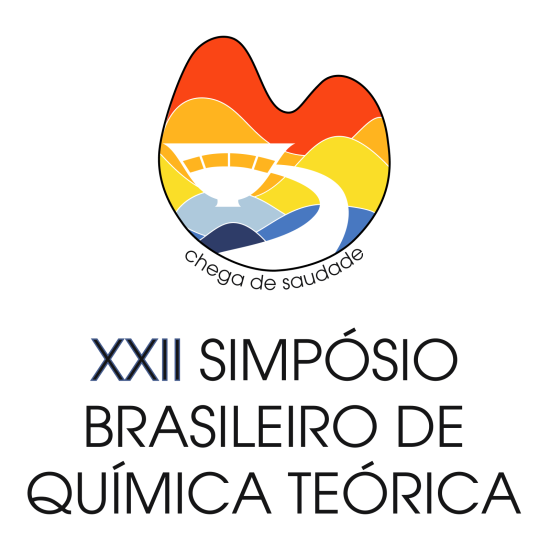 chega de saudade
XXII SIMPÓSIO
BRASILEIRO DE
QUÍMICA TEÓRICA